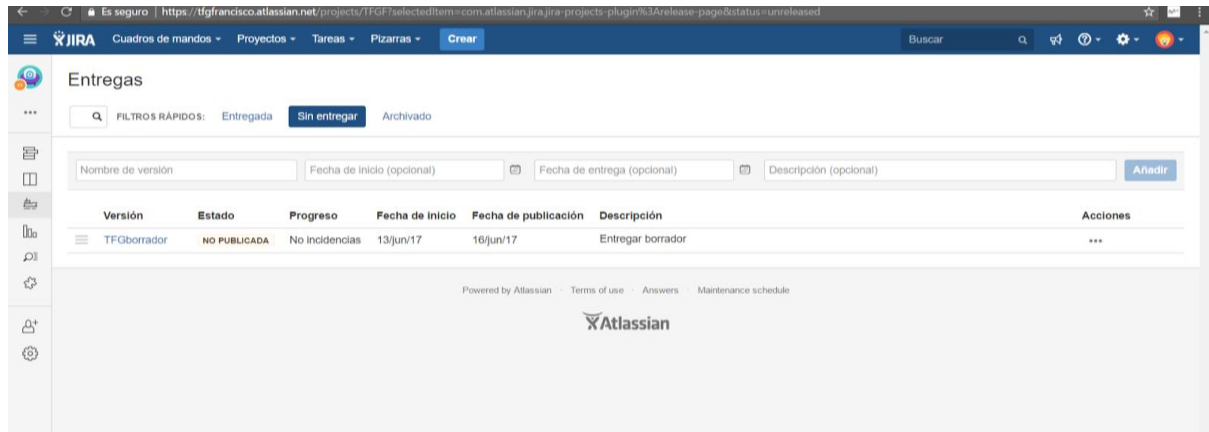 Es seguro | https://tfgfrancisco.atlassian.net/projects/TFGF?selectedItem=com.atlassian.jira.jira-projects-plugin%3Arelease-page&status=unreleased
JIRA Cuadros de mandos Proyectos Tareas Pizarras Crear Buscar
Entregas
FILTROS RÁPIDOS: Entregada Sin entregar Archivado
Nombre de versión Fecha de inicio (opcional) Fecha de entrega (opcional) Descripción (opcional) Añadir
Versión Estado Progreso Fecha de inicio Fecha de publicación Descripción Acciones
TFGborrador NO PUBLICADA No incidencias 13/jun/17 16/jun/17 Entregar borrador
Powered by Atlassian · Terms of use · Answers · Maintenance schedule
Atlassian